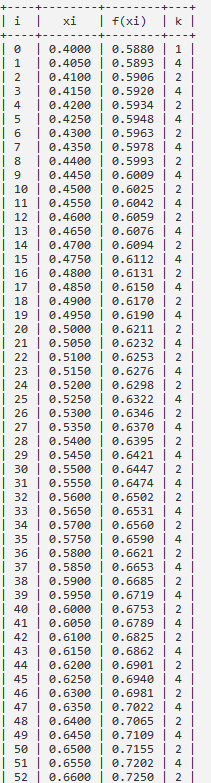 +----+--------+--------+---+
| i | xi | f(xi) | k |
+----+--------+--------+---+
| 0 | 0.4000 | 0.5880 | 1 |
| 1 | 0.4050 | 0.5893 | 4 |
| 2 | 0.4100 | 0.5906 | 2 |
| 3 | 0.4150 | 0.5920 | 4 |
| 4 | 0.4200 | 0.5934 | 2 |
| 5 | 0.4250 | 0.5948 | 4 |
| 6 | 0.4300 | 0.5963 | 2 |
| 7 | 0.4350 | 0.5978 | 4 |
| 8 | 0.4400 | 0.5993 | 2 |
| 9 | 0.4450 | 0.6009 | 4 |
| 10 | 0.4500 | 0.6025 | 2 |
| 11 | 0.4550 | 0.6042 | 4 |
| 12 | 0.4600 | 0.6059 | 2 |
| 13 | 0.4650 | 0.6076 | 4 |
| 14 | 0.4700 | 0.6094 | 2 |
| 15 | 0.4750 | 0.6112 | 4 |
| 16 | 0.4800 | 0.6131 | 2 |
| 17 | 0.4850 | 0.6150 | 4 |
| 18 | 0.4900 | 0.6170 | 2 |
| 19 | 0.4950 | 0.6190 | 4 |
| 20 | 0.5000 | 0.6211 | 2 |
| 21 | 0.5050 | 0.6232 | 4 |
| 22 | 0.5100 | 0.6253 | 2 |
| 23 | 0.5150 | 0.6276 | 4 |
| 24 | 0.5200 | 0.6298 | 2 |
| 25 | 0.5250 | 0.6322 | 4 |
| 26 | 0.5300 | 0.6346 | 2 |
| 27 | 0.5350 | 0.6370 | 4 |
| 28 | 0.5400 | 0.6395 | 2 |
| 29 | 0.5450 | 0.6421 | 4 |
| 30 | 0.5500 | 0.6447 | 2 |
| 31 | 0.5550 | 0.6474 | 4 |
| 32 | 0.5600 | 0.6502 | 2 |
| 33 | 0.5650 | 0.6531 | 4 |
| 34 | 0.5700 | 0.6560 | 2 |
| 35 | 0.5750 | 0.6590 | 4 |
| 36 | 0.5800 | 0.6621 | 2 |
| 37 | 0.5850 | 0.6653 | 4 |
| 38 | 0.5900 | 0.6685 | 2 |
| 39 | 0.5950 | 0.6719 | 4 |
| 40 | 0.6000 | 0.6753 | 2 |
| 41 | 0.6050 | 0.6789 | 4 |
| 42 | 0.6100 | 0.6825 | 2 |
| 43 | 0.6150 | 0.6862 | 4 |
| 44 | 0.6200 | 0.6901 | 2 |
| 45 | 0.6250 | 0.6940 | 4 |
| 46 | 0.6300 | 0.6981 | 2 |
| 47 | 0.6350 | 0.7022 | 4 |
| 48 | 0.6400 | 0.7065 | 2 |
| 49 | 0.6450 | 0.7109 | 4 |
| 50 | 0.6500 | 0.7155 | 2 |
| 51 | 0.6550 | 0.7202 | 4 |
| 52 | 0.6600 | 0.7250 | 2 |